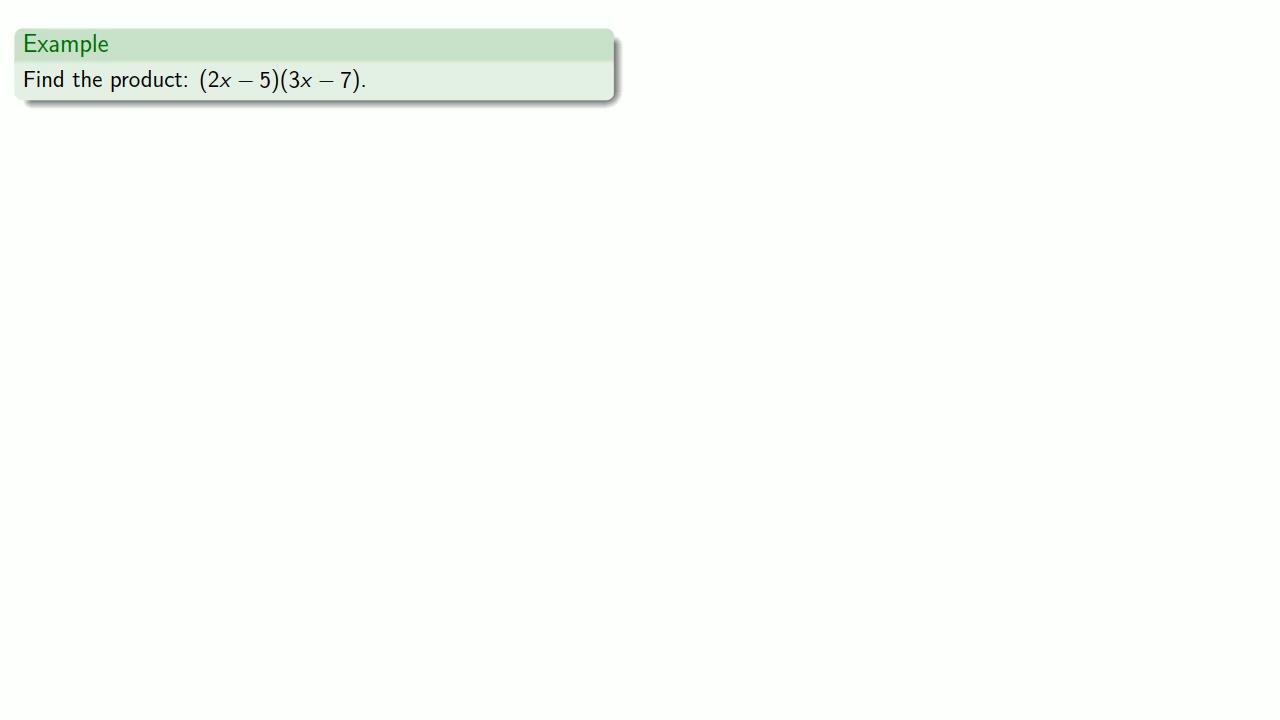 Example
Find the product: (2x − 5)(3x − 7).